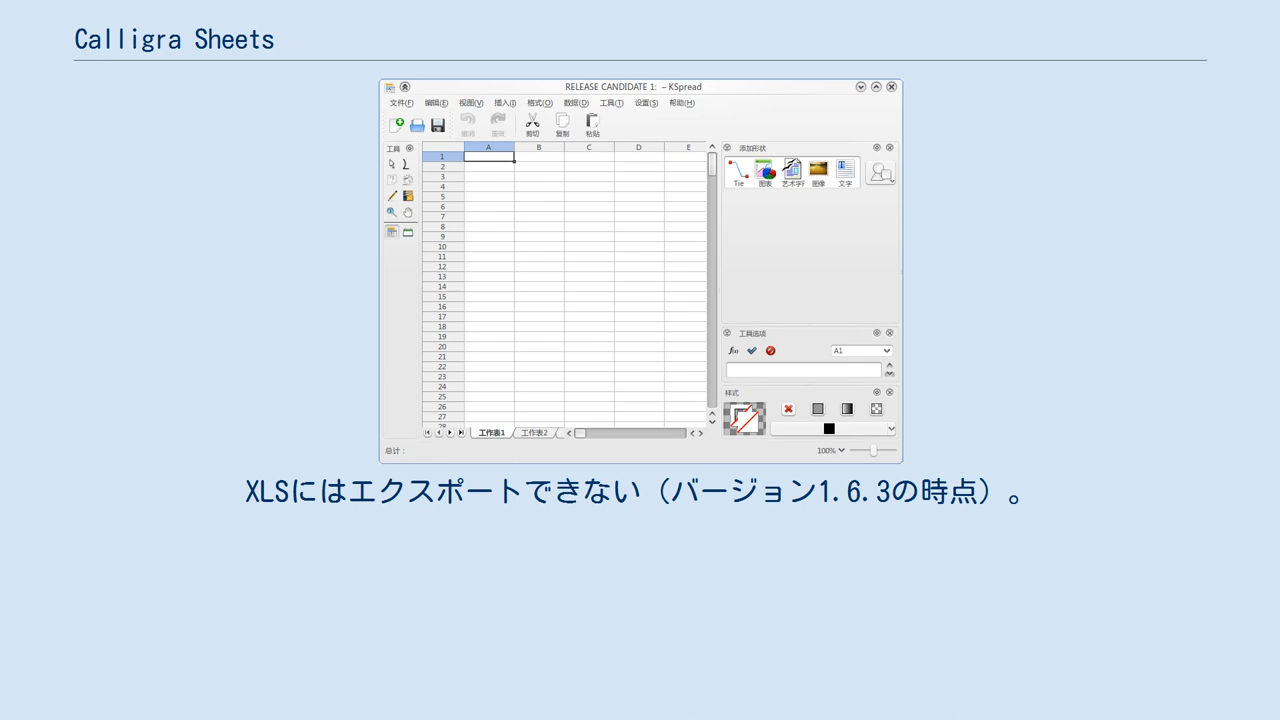 Calligra Sheets
RELEASE CANDIDATE 1: – KSpread
文件(F) 编辑(E) 视图(V) 插入(I) 格式(O) 数据(D) 工具(T) 设置(S) 帮助(H)
剪切 复制 粘贴
工具
添加形状
A B C D E
1
2
3
4
5
6
7
8
9
10
11
12
13
14
15
16
17
18
19
20
21
22
23
24
25
26
27
28
Tie 图表 艺术字 图像 文字
工具选项
f(x) A1
样式
工作表1 工作表2
总计：
100%
XLSにはエクスポートできない（バージョン1.6.3の時点）。